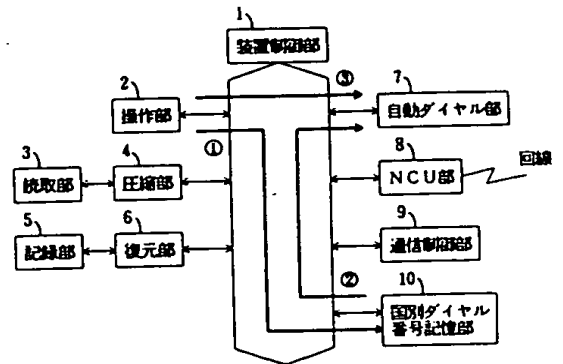 1
装置制御部
③
2
操作部
7
自動ダイヤル部
①
3
読取部
4
圧縮部
8
NCU部
回線
5
記録部
6
復元部
9
通信制御部
②
10
国別ダイヤル
番号記憶部